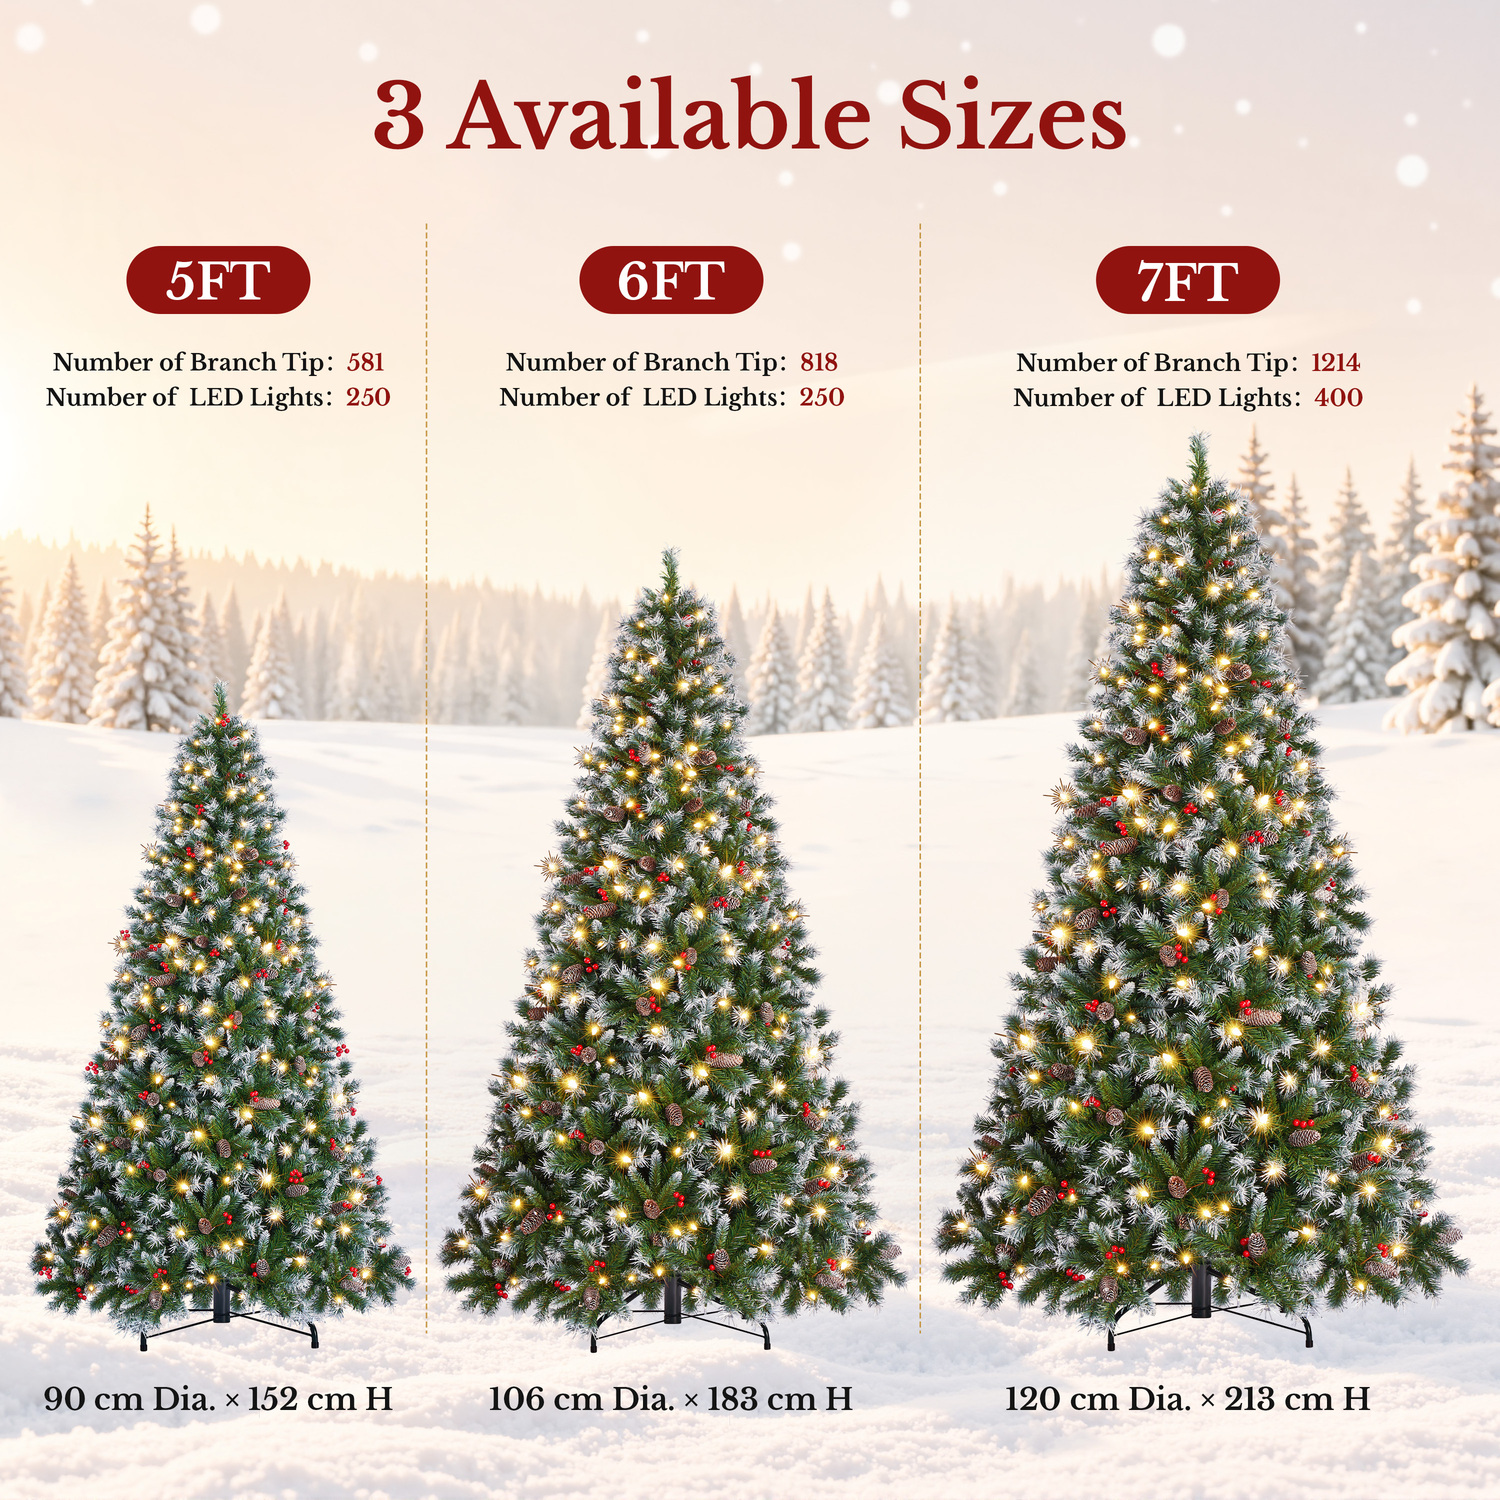 3 Available Sizes
5FT
Number of Branch Tip: 581
Number of LED Lights: 250
90 cm Dia. × 152 cm H
6FT
Number of Branch Tip: 818
Number of LED Lights: 250
106 cm Dia. × 183 cm H
7FT
Number of Branch Tip: 1214
Number of LED Lights: 400
120 cm Dia. × 213 cm H